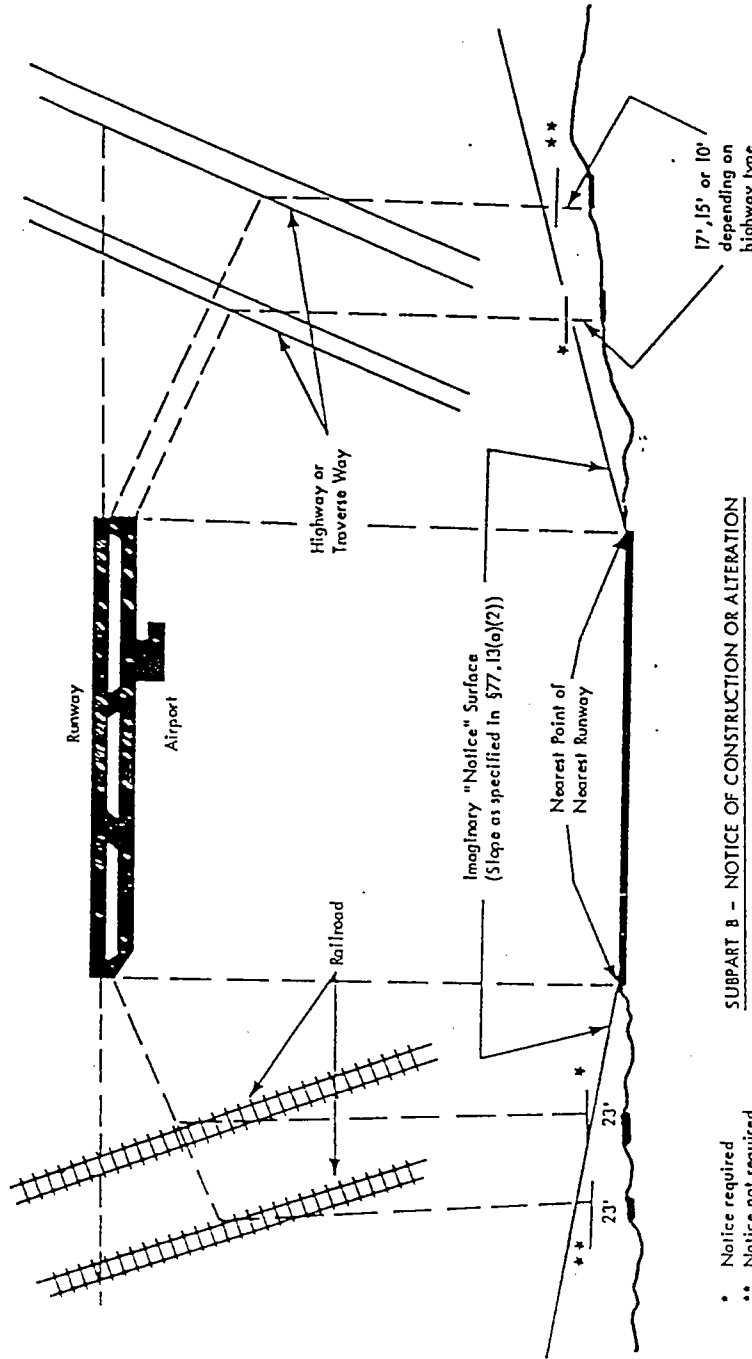 Runway
Airport
Railroad
Highway or
Traverse Way
Imaginary "Notice" Surface
(Slope as specified in §77.13(a)(2))
Nearest Point of
Nearest Runway
* *
*
23'
23'
*
* *
17', 15' or 10'
depending on
highway type
SUBPART B - NOTICE OF CONSTRUCTION OR ALTERATION
* Notice required
** Notice not required